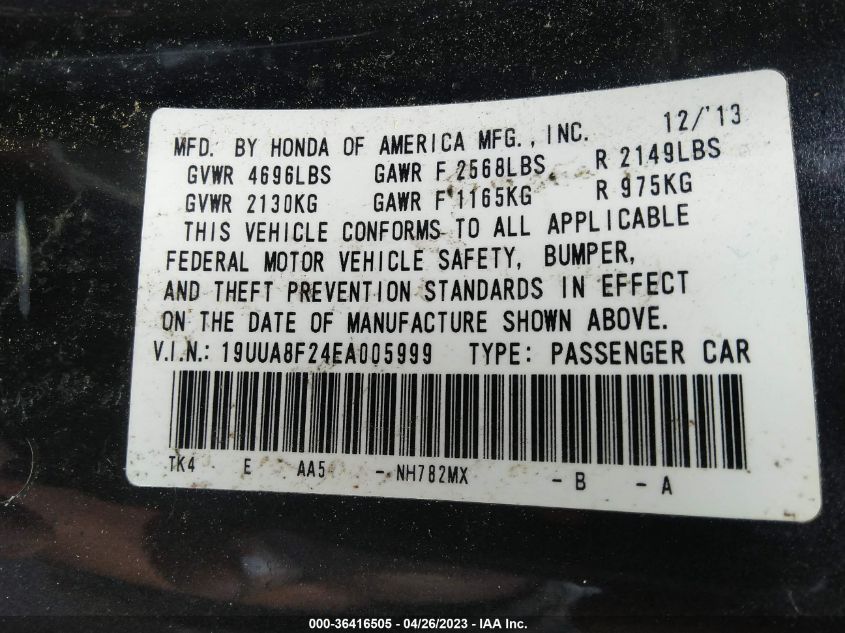 MFD. BY HONDA OF AMERICA MFG., INC. 12/'13
GVWR 4696LBS GAWR F 2568LBS R 2149LBS
GVWR 2130KG GAWR F 1165KG R 975KG
THIS VEHICLE CONFORMS TO ALL APPLICABLE
FEDERAL MOTOR VEHICLE SAFETY, BUMPER,
AND THEFT PREVENTION STANDARDS IN EFFECT
ON THE DATE OF MANUFACTURE SHOWN ABOVE.
V.I.N.: 19UUA8F24EA005999 TYPE: PASSENGER CAR
TK4 E AA5 - NH782MX - B - A
000-36416505 - 04/26/2023 - IAA Inc.